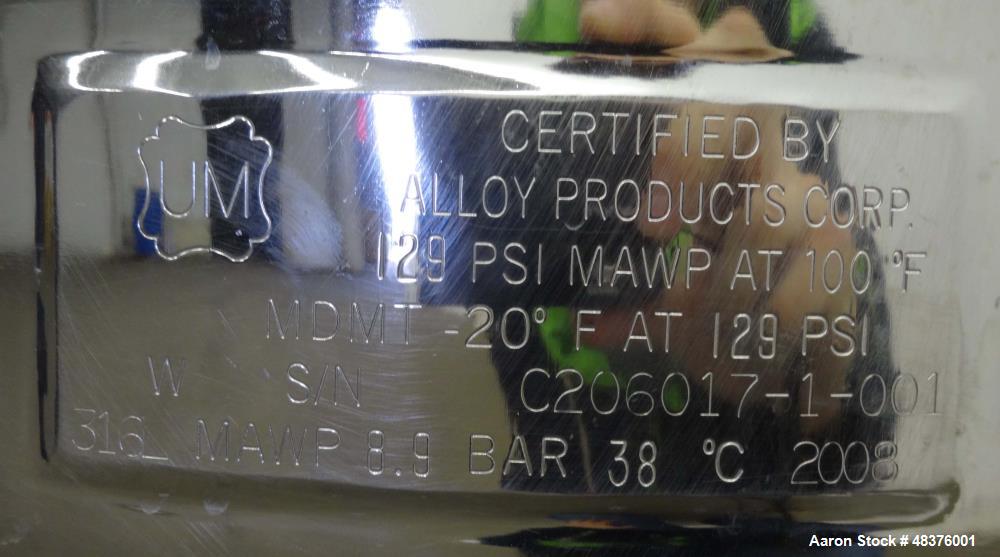 UM
CERTIFIED BY
ALLOY PRODUCTS CORP.
129 PSI MAWP AT 100 °F
MDMT -20° F AT 129 PSI
W S/N C206017-1-001
316L MAWP 8.9 BAR 38 °C 2008
Aaron Stock # 48376001